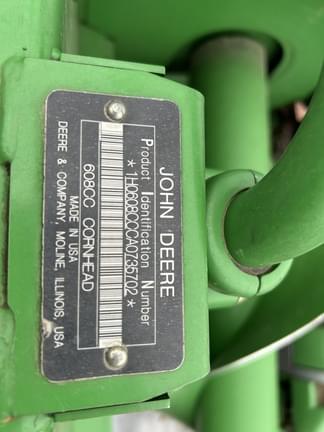 JOHN DEERE
Product Identification Number
*1H0608CCCA0735702*
608CC CORNHEAD
MADE IN USA
DEERE & COMPANY, MOLINE, ILLINOIS, USA